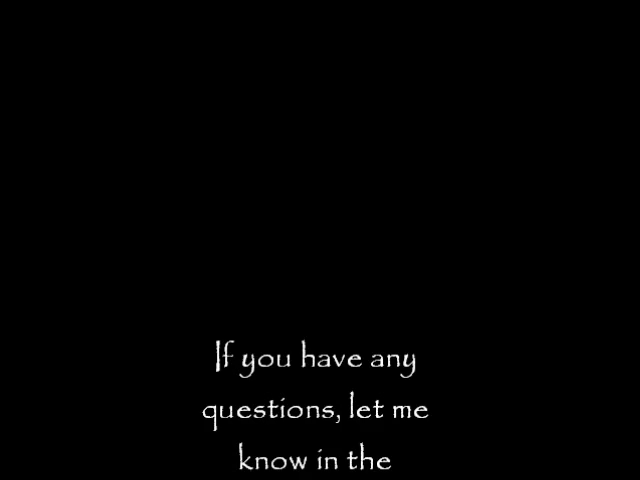 If you have any
questions, let me
know in the